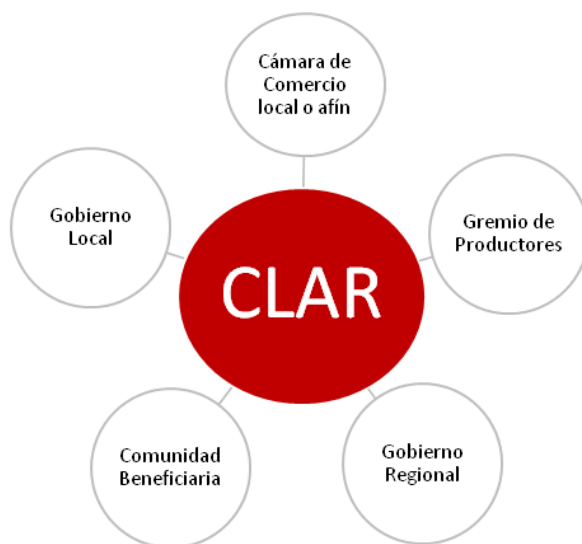 Cámara de
Comercio
local o afín
Gobierno
Local
Gremio de
Productores
CLAR
Comunidad
Beneficiaria
Gobierno
Regional